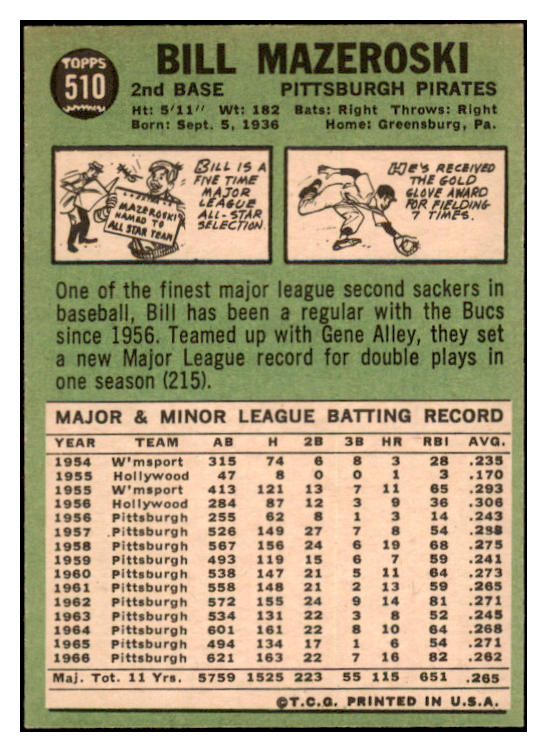 TOPPS
510
BILL MAZEROSKI
2nd BASE PITTSBURGH PIRATES
Ht: 5'11" Wt: 182 Bats: Right Throws: Right
Born: Sept. 5, 1936 Home: Greensburg, Pa.
BILL IS A
FIVE TIME
MAJOR
LEAGUE
ALL-STAR
SELECTION.
MAZEROSKI
NAMED TO
ALL STAR TEAM
HE'S RECEIVED
THE GOLD
GLOVE AWARD
FOR FIELDING
7 TIMES.
One of the finest major league second sackers in
baseball, Bill has been a regular with the Bucs
since 1956. Teamed up with Gene Alley, they set
a new Major League record for double plays in
one season (215).
MAJOR & MINOR LEAGUE BATTING RECORD
YEAR TEAM AB H 2B 3B HR RBI AVG.
1954 W'msport 315 74 6 8 3 28 .235
1955 Hollywood 47 8 0 0 1 3 .170
1955 W'msport 413 121 13 7 11 65 .293
1956 Hollywood 284 87 12 3 9 36 .306
1956 Pittsburgh 255 62 8 1 3 14 .243
1957 Pittsburgh 526 149 27 7 8 54 .298
1958 Pittsburgh 567 156 24 6 19 68 .275
1959 Pittsburgh 493 119 15 6 7 59 .241
1960 Pittsburgh 538 147 21 5 11 64 .273
1961 Pittsburgh 558 148 21 2 13 59 .265
1962 Pittsburgh 572 155 24 9 14 81 .271
1963 Pittsburgh 534 131 22 3 8 52 .245
1964 Pittsburgh 601 161 22 8 10 64 .268
1965 Pittsburgh 494 134 17 1 6 54 .271
1966 Pittsburgh 621 163 22 7 16 82 .262
Maj. Tot. 11 Yrs. 5759 1525 223 55 115 651 .265
©T.C.G. PRINTED IN U.S.A.